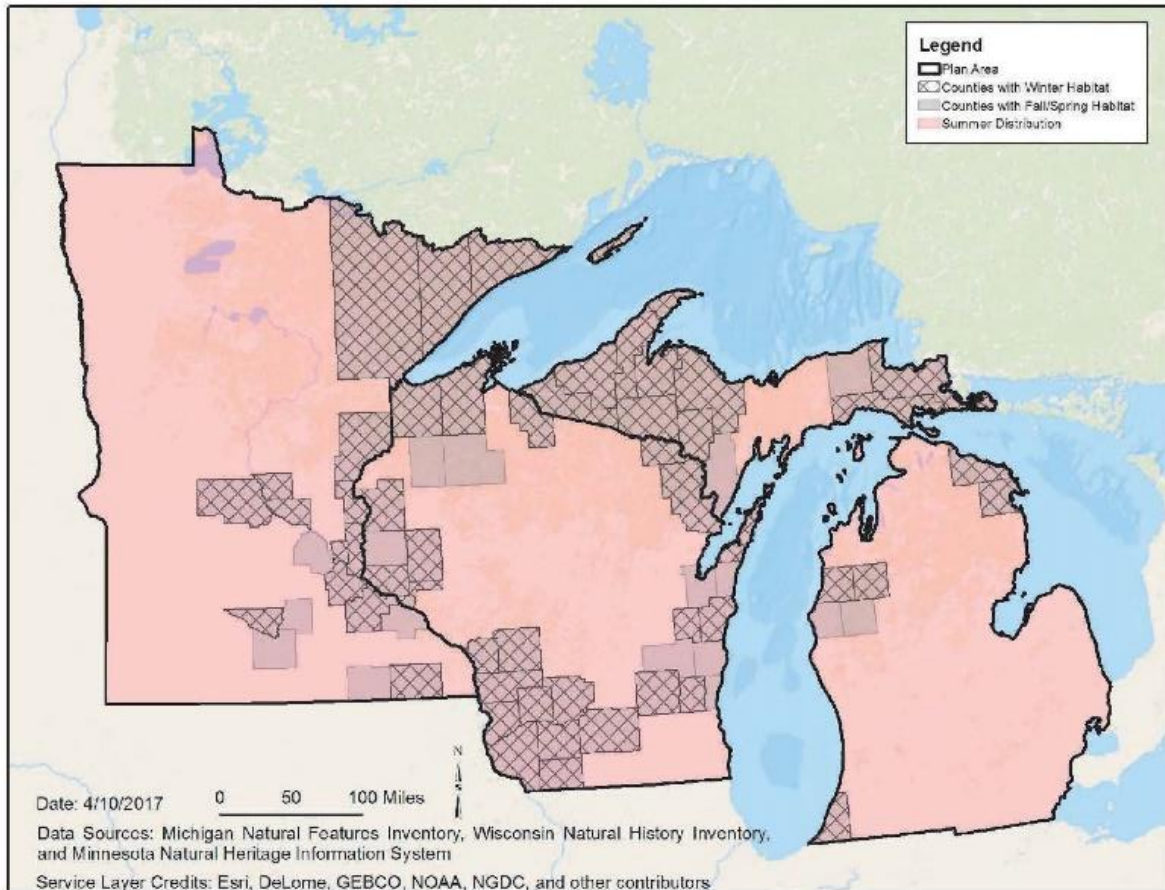 Legend
Plan Area
Counties with Winter Habitat
Counties with Fall/Spring Habitat
Summer Distribution
N
S
Date: 4/10/2017
0 50 100 Miles
Data Sources: Michigan Natural Features Inventory, Wisconsin Natural History Inventory,
and Minnesota Natural Heritage Information System
Service Layer Credits: Esri, DeLorme, GEBCO, NOAA, NGDC, and other contributors